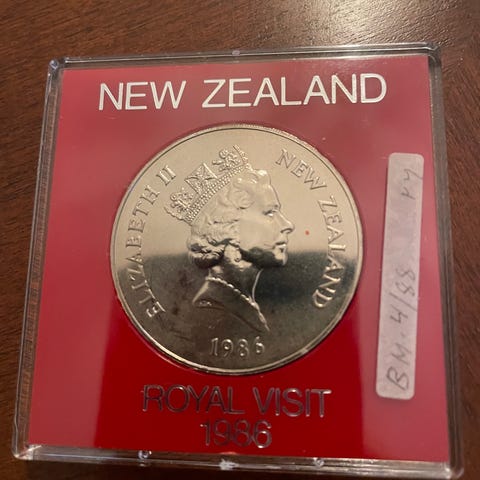 NEW ZEALAND
ELIZABETH II
NEW ZEALAND
1986
ROYAL VISIT
1986
BM. 4/88